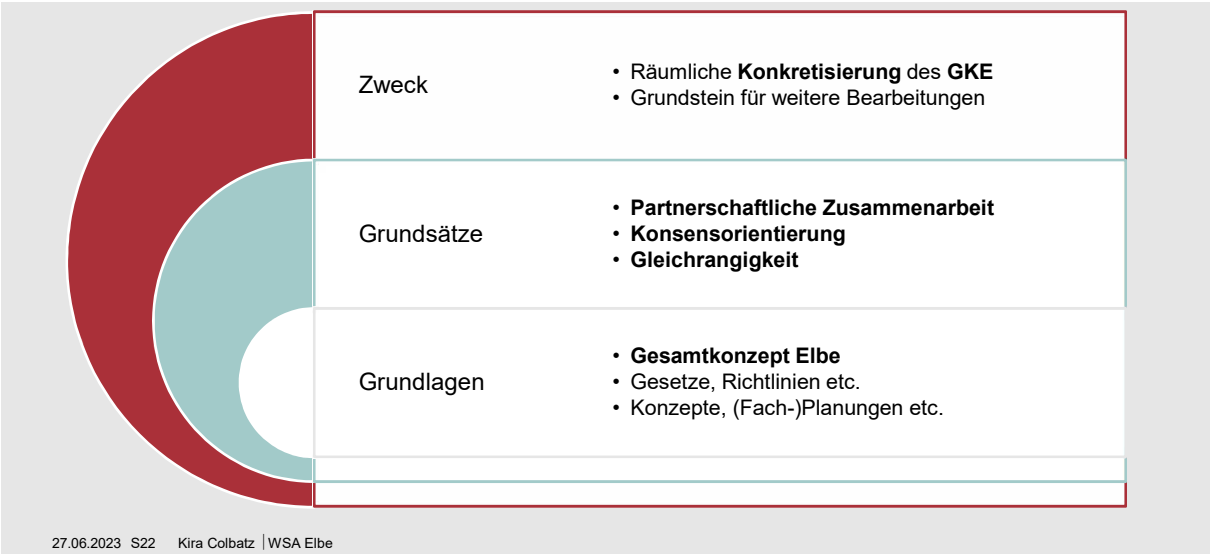 Zweck
• Räumliche Konkretisierung des GKE
• Grundstein für weitere Bearbeitungen
Grundsätze
• Partnerschaftliche Zusammenarbeit
• Konsensorientierung
• Gleichrangigkeit
Grundlagen
• Gesamtkonzept Elbe
• Gesetze, Richtlinien etc.
• Konzepte, (Fach-)Planungen etc.
27.06.2023 S22 Kira Colbatz | WSA Elbe